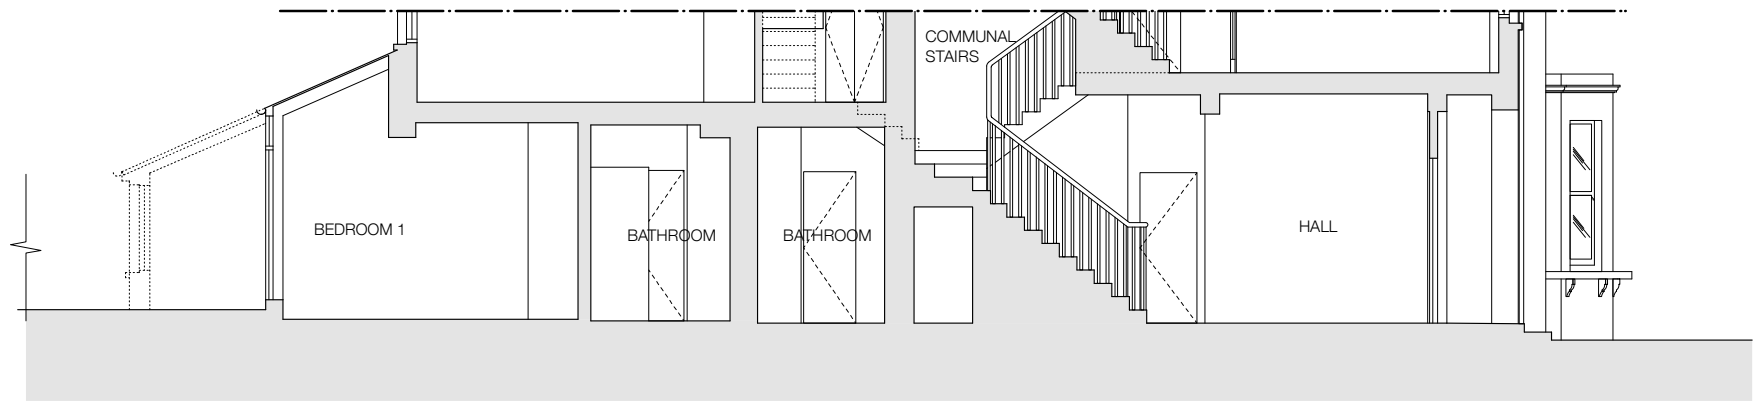 COMMUNAL
STAIRS
BEDROOM 1
BATHROOM
BATHROOM
HALL